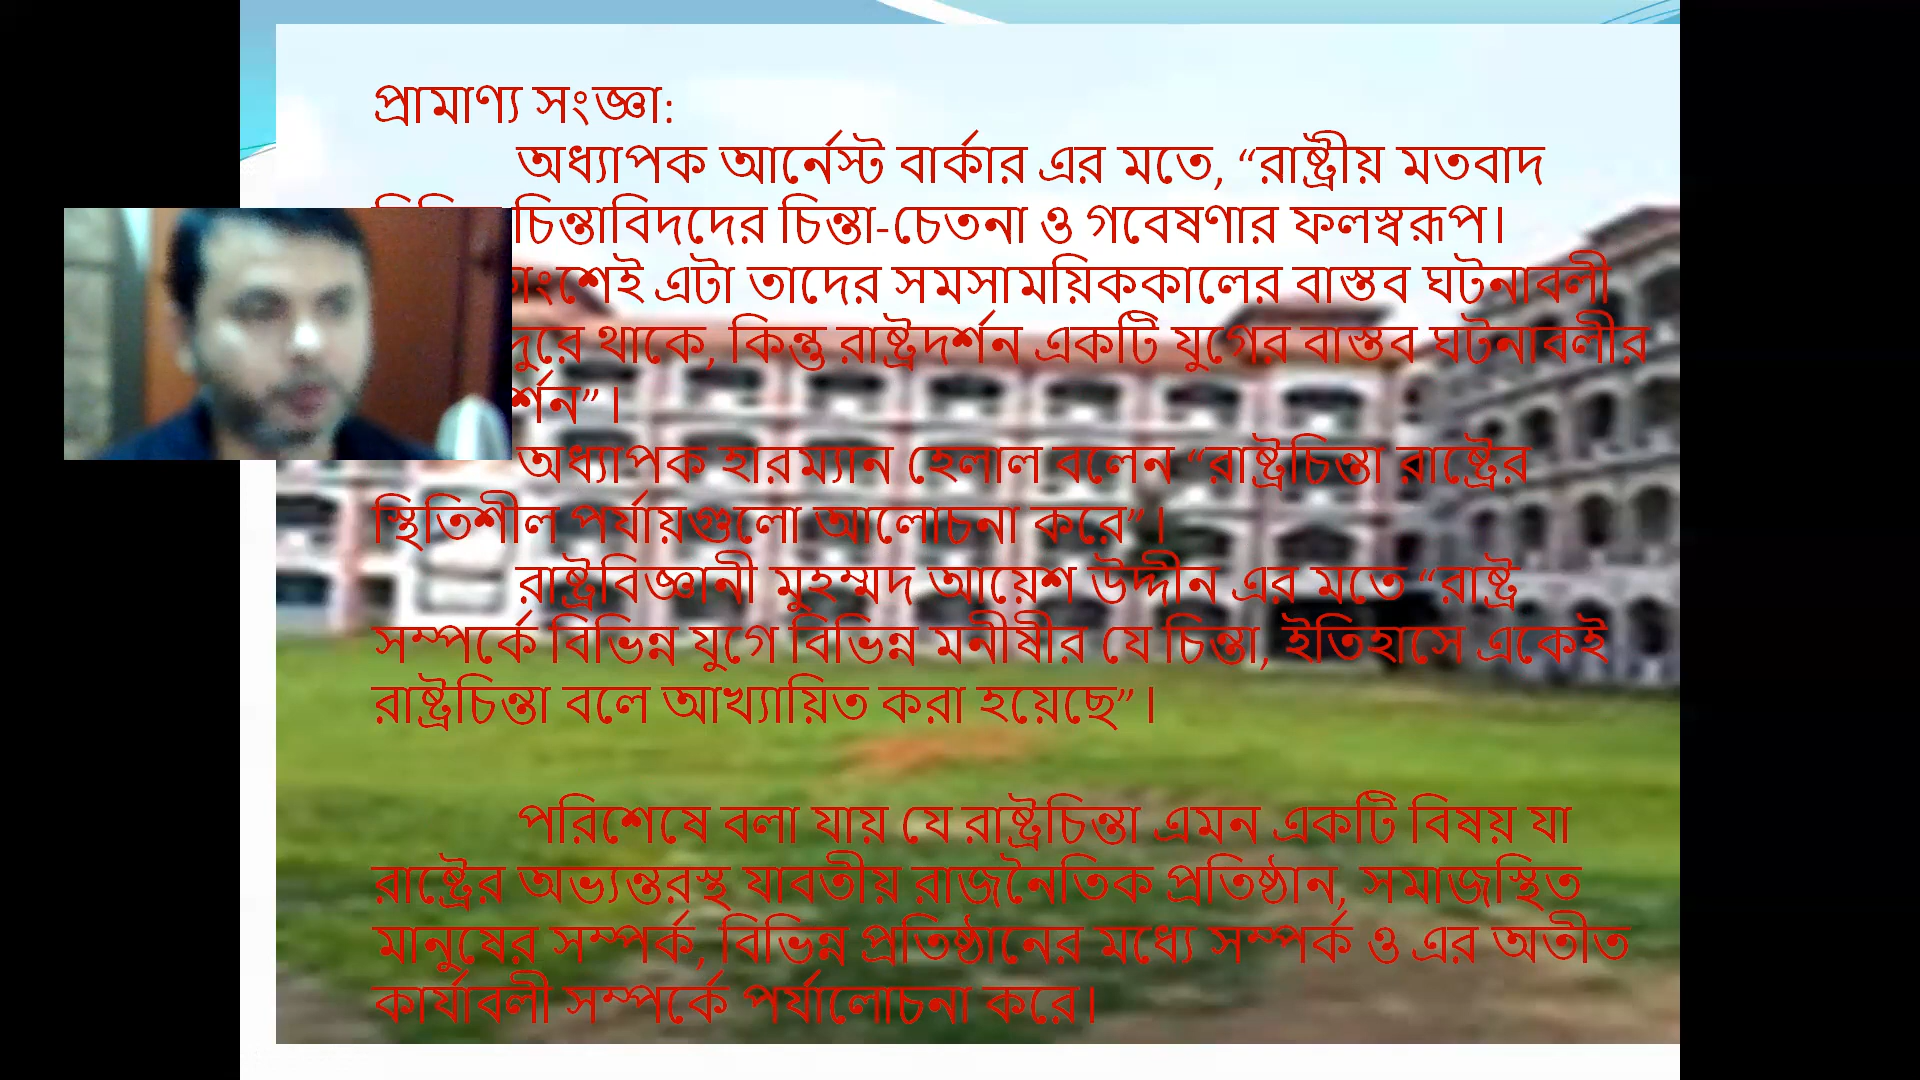 প্রামাণ্য সংজ্ঞা:
অধ্যাপক আর্নেস্ট বার্কার এর মতে, “রাষ্ট্রীয় মতবাদ
চিন্তাবিদদের চিন্তা-চেতনা ও গবেষণার ফলস্বরূপ।
এটা তাদের সমসাময়িককালের বাস্তব ঘটনাবলী
দুরে থাকে, কিন্তু রাষ্ট্রদর্শন একটি যুগের বাস্তব ঘটনাবলীর
অধ্যাপক হারম্যান হেলাল বলেন “রাষ্ট্রচিন্তা রাষ্ট্রের
স্থিতিশীল পর্যায়গুলো আলোচনা করে”।
রাষ্ট্রবিজ্ঞানী মুহম্মদ আয়েশ উদ্দীন এর মতে “রাষ্ট্র
সম্পর্কে বিভিন্ন যুগে বিভিন্ন মনীষীর যে চিন্তা, ইতিহাসে একেই
রাষ্ট্রচিন্তা বলে আখ্যায়িত করা হয়েছে”।
পরিশেষে বলা যায় যে রাষ্ট্রচিন্তা এমন একটি বিষয় যা
রাষ্ট্রের অভ্যন্তরস্থ যাবতীয় রাজনৈতিক প্রতিষ্ঠান, সমাজস্থিত
মানুষের সম্পর্ক, বিভিন্ন প্রতিষ্ঠানের মধ্যে সম্পর্ক ও এর অতীত
কার্যাবলী সম্পর্কে পর্যালোচনা করে।